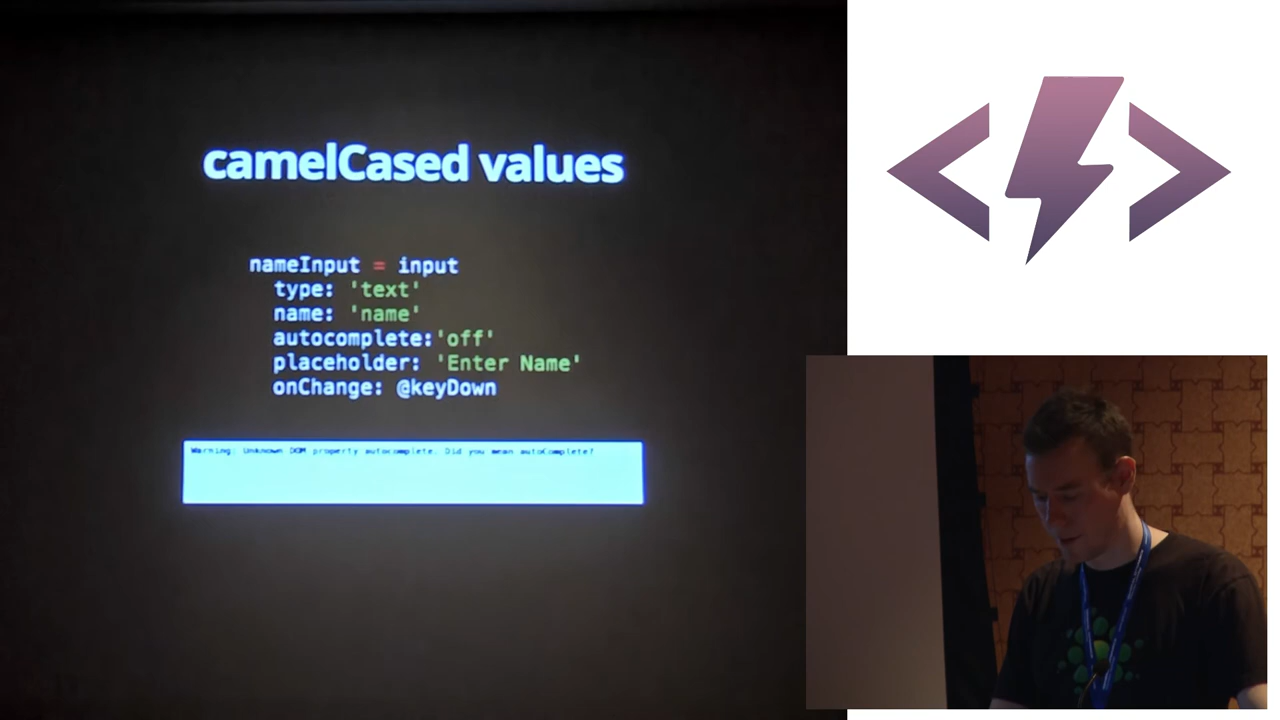 camelCased values
nameInput = input
type: 'text'
name: 'name'
autocomplete:'off'
placeholder: 'Enter Name'
onChange: @keyDown
Warning: Unknown DOM property autocomplete. Did you mean autoComplete?